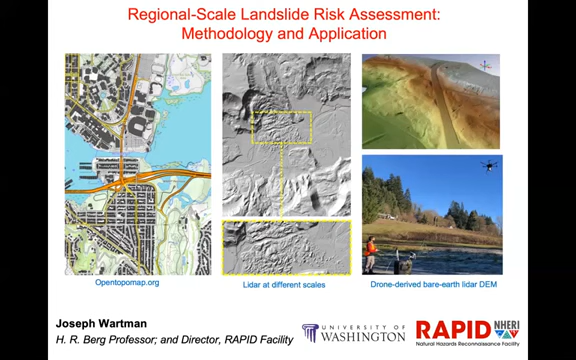 Regional-Scale Landslide Risk Assessment:
Methodology and Application
Opentopomap.org
Lidar at different scales
Drone-derived bare-earth lidar DEM
Joseph Wartman
H. R. Berg Professor; and Director, RAPID Facility
UNIVERSITY of
WASHINGTON
RAPID NHERI
Natural Hazards Reconnaissance Facility